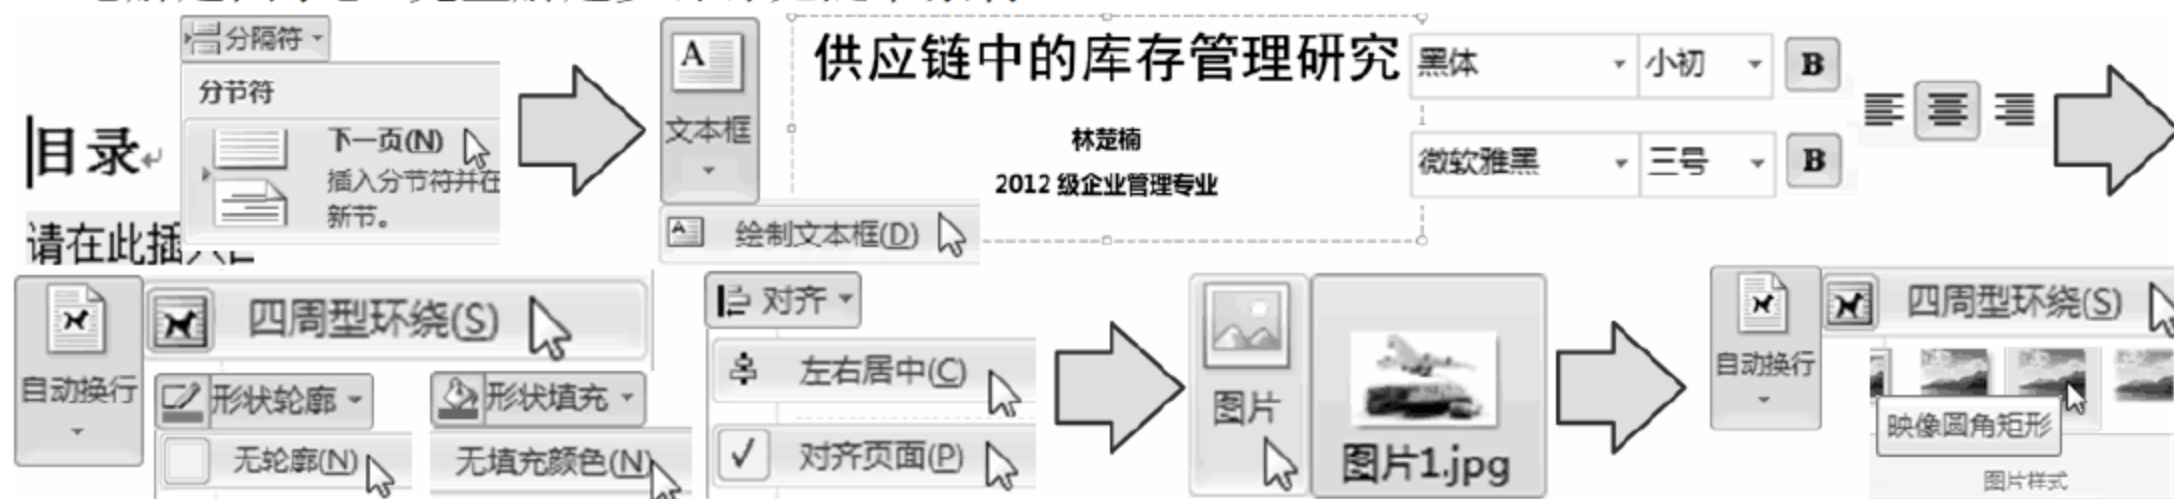 分隔符
分节符
目录
下一页(N)
插入分节符并在
新节。
请在此插
文本框
绘制文本框(D)
供应链中的库存管理研究
林楚楠
2012 级企业管理专业
黑体
小初
B
微软雅黑
三号
B
自动换行
四周型环绕(S)
形状轮廓
无轮廓(N)
形状填充
无填充颜色(N)
对齐
左右居中(C)
对齐页面(P)
图片
图片1.jpg
自动换行
四周型环绕(S)
映像圆角矩形
图片样式